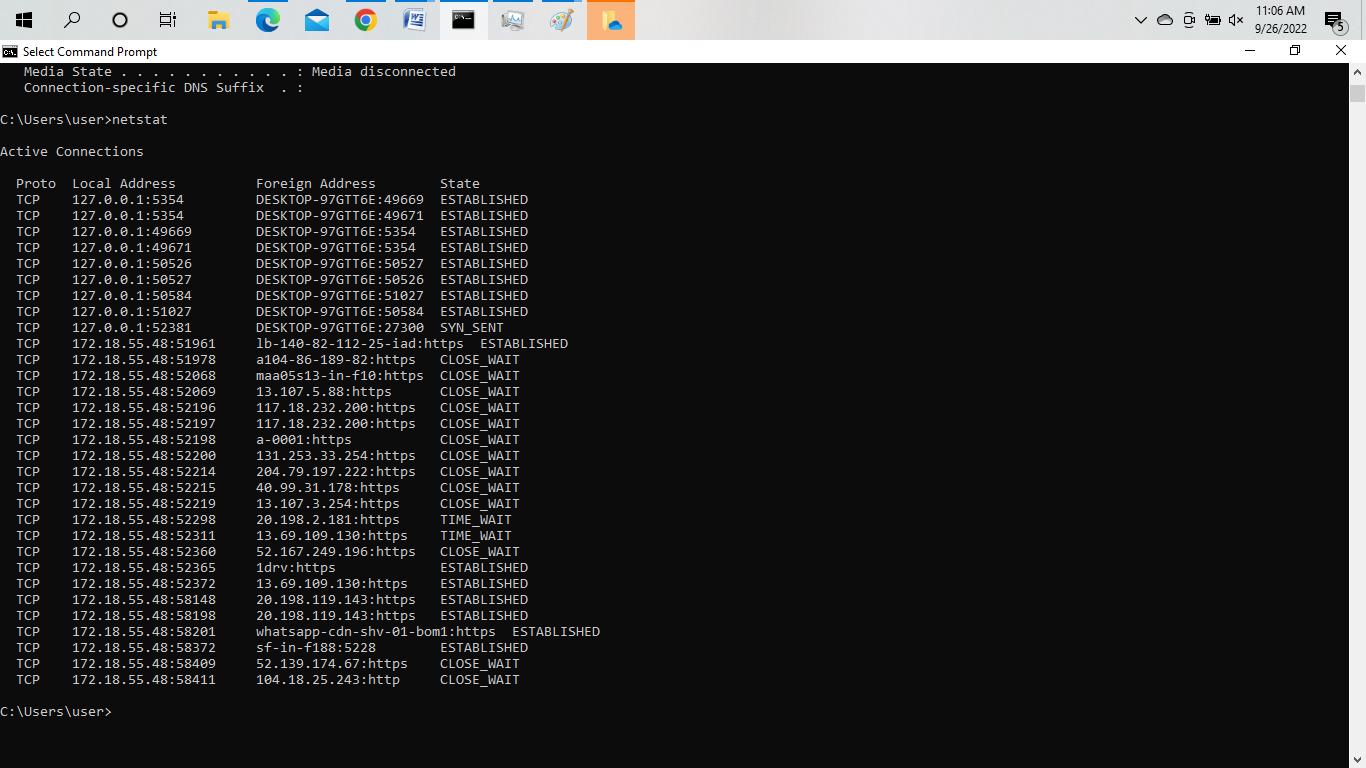 11:06 AM
9/26/2022
5
Select Command Prompt
Media State . . . . . . . . . . . : Media disconnected
Connection-specific DNS Suffix  . :
C:\Users\user>netstat
Active Connections
Proto  Local Address          Foreign Address        State
TCP    127.0.0.1:5354         DESKTOP-97GTT6E:49669  ESTABLISHED
TCP    127.0.0.1:5354         DESKTOP-97GTT6E:49671  ESTABLISHED
TCP    127.0.0.1:49669        DESKTOP-97GTT6E:5354   ESTABLISHED
TCP    127.0.0.1:49671        DESKTOP-97GTT6E:5354   ESTABLISHED
TCP    127.0.0.1:50526        DESKTOP-97GTT6E:50527  ESTABLISHED
TCP    127.0.0.1:50527        DESKTOP-97GTT6E:50526  ESTABLISHED
TCP    127.0.0.1:50584        DESKTOP-97GTT6E:51027  ESTABLISHED
TCP    127.0.0.1:51027        DESKTOP-97GTT6E:50584  ESTABLISHED
TCP    127.0.0.1:52381        DESKTOP-97GTT6E:27300  SYN_SENT
TCP    172.18.55.48:51961     lb-140-82-112-25-iad:https  ESTABLISHED
TCP    172.18.55.48:51978     a104-86-189-82:https   CLOSE_WAIT
TCP    172.18.55.48:52068     maa05s13-in-f10:https  CLOSE_WAIT
TCP    172.18.55.48:52069     13.107.5.88:https      CLOSE_WAIT
TCP    172.18.55.48:52196     117.18.232.200:https   CLOSE_WAIT
TCP    172.18.55.48:52197     117.18.232.200:https   CLOSE_WAIT
TCP    172.18.55.48:52198     a-0001:https           CLOSE_WAIT
TCP    172.18.55.48:52200     131.253.33.254:https   CLOSE_WAIT
TCP    172.18.55.48:52214     204.79.197.222:https   CLOSE_WAIT
TCP    172.18.55.48:52215     40.99.31.178:https     CLOSE_WAIT
TCP    172.18.55.48:52219     13.107.3.254:https     CLOSE_WAIT
TCP    172.18.55.48:52298     20.198.2.181:https     TIME_WAIT
TCP    172.18.55.48:52311     13.69.109.130:https    TIME_WAIT
TCP    172.18.55.48:52360     52.167.249.196:https   CLOSE_WAIT
TCP    172.18.55.48:52365     1drv:https             ESTABLISHED
TCP    172.18.55.48:52372     13.69.109.130:https    ESTABLISHED
TCP    172.18.55.48:58148     20.198.119.143:https   ESTABLISHED
TCP    172.18.55.48:58198     20.198.119.143:https   ESTABLISHED
TCP    172.18.55.48:58201     whatsapp-cdn-shv-01-bom1:https  ESTABLISHED
TCP    172.18.55.48:58372     sf-in-f188:5228        ESTABLISHED
TCP    172.18.55.48:58409     52.139.174.67:https    CLOSE_WAIT
TCP    172.18.55.48:58411     104.18.25.243:http     CLOSE_WAIT
C:\Users\user>